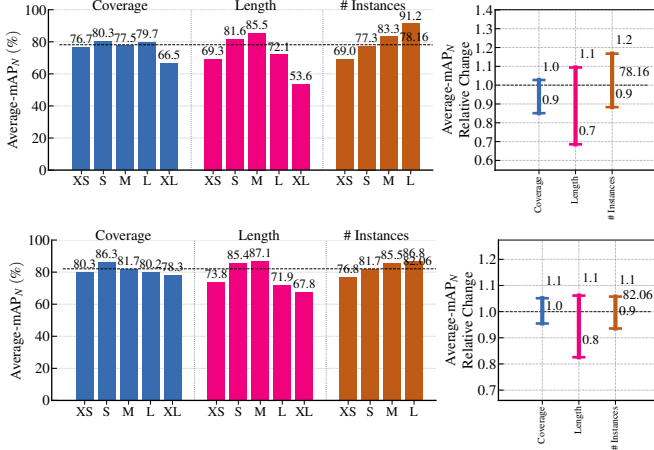 Coverage Length # Instances
Average-mAP_N (%)
100
80
60
40
20
0
76.7 80.3 77.5 79.7 66.5
69.3 81.6 85.5 72.1 53.6
69.0 77.3 83.3 91.2
78.16
XS S M L XL XS S M L XL XS S M L
Average-mAP_N
Relative Change
1.4
1.3
1.2
1.1
1.0
0.9
0.8
0.7
0.6
1.0 1.1 1.2
78.16
0.9 0.7 0.9
Coverage
Length
# Instances
Coverage Length # Instances
Average-mAP_N (%)
100
80
60
40
20
0
80.3 86.3 81.7 80.2 78.3
73.8 85.4 87.1 71.9 67.8
76.8 81.7 85.5 86.8
82.06
XS S M L XL XS S M L XL XS S M L
Average-mAP_N
Relative Change
1.2
1.1
1.0
0.9
0.8
0.7
1.1 1.1 1.1
82.06
1.0 0.8 0.9
Coverage
Length
# Instances